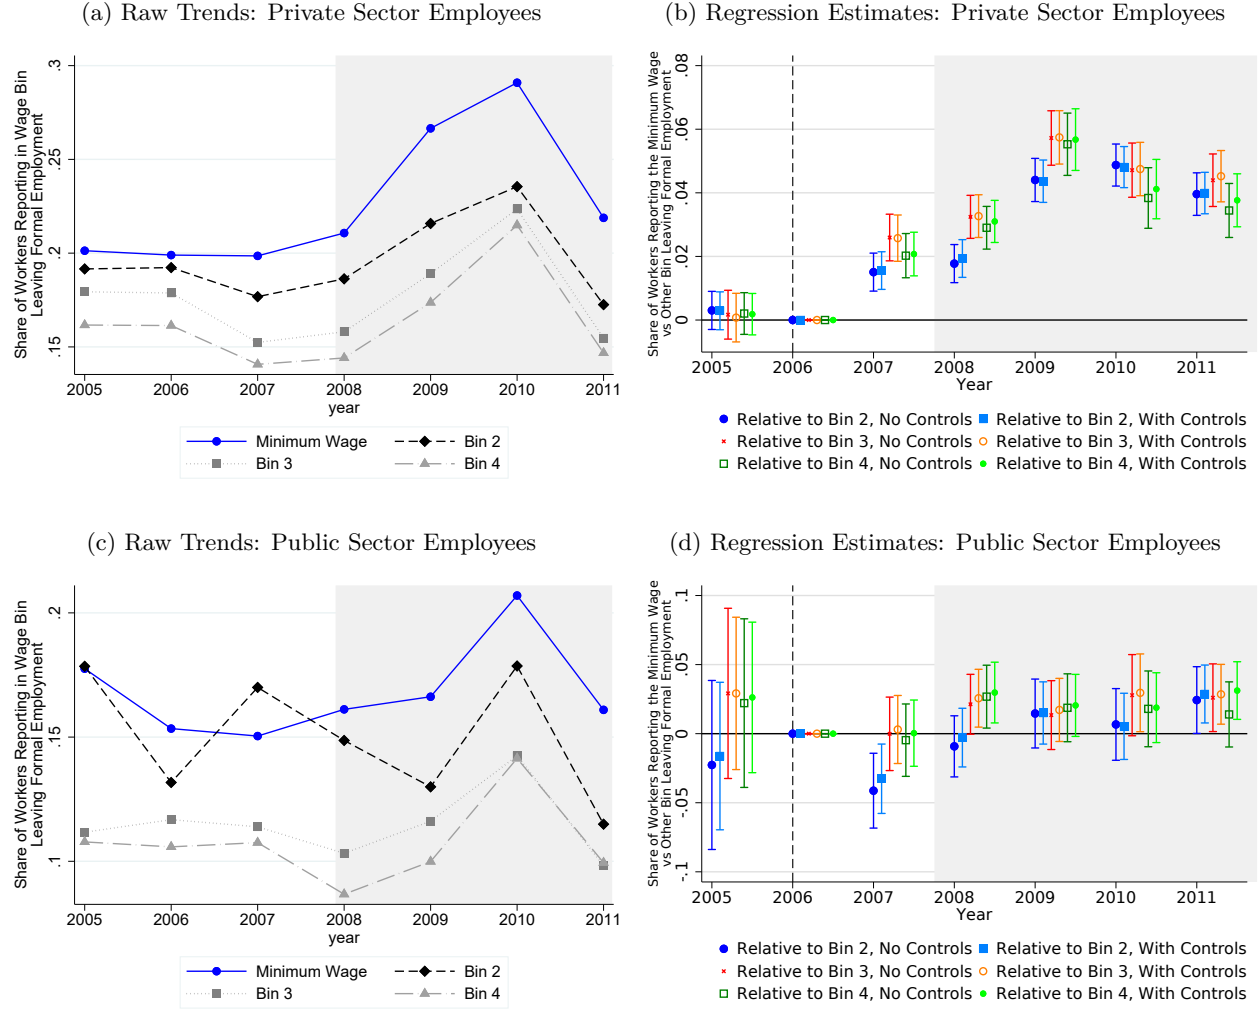 (a) Raw Trends: Private Sector Employees
Share of Workers Reporting in Wage Bin
Leaving Formal Employment
.3
.25
.2
.15
2005 2006 2007 2008 2009 2010 2011
year
Minimum Wage
Bin 2
Bin 3
Bin 4
(b) Regression Estimates: Private Sector Employees
Share of Workers Reporting the Minimum Wage
vs Other Bin Leaving Formal Employment
.08
.06
.04
.02
0
2005 2006 2007 2008 2009 2010 2011
Year
Relative to Bin 2, No Controls
Relative to Bin 2, With Controls
Relative to Bin 3, No Controls
Relative to Bin 3, With Controls
Relative to Bin 4, No Controls
Relative to Bin 4, With Controls
(c) Raw Trends: Public Sector Employees
Share of Workers Reporting in Wage Bin
Leaving Formal Employment
.2
.15
.1
2005 2006 2007 2008 2009 2010 2011
year
Minimum Wage
Bin 2
Bin 3
Bin 4
(d) Regression Estimates: Public Sector Employees
Share of Workers Reporting the Minimum Wage
vs Other Bin Leaving Formal Employment
.1
.05
0
-.05
-.1
2005 2006 2007 2008 2009 2010 2011
Year
Relative to Bin 2, No Controls
Relative to Bin 2, With Controls
Relative to Bin 3, No Controls
Relative to Bin 3, With Controls
Relative to Bin 4, No Controls
Relative to Bin 4, With Controls